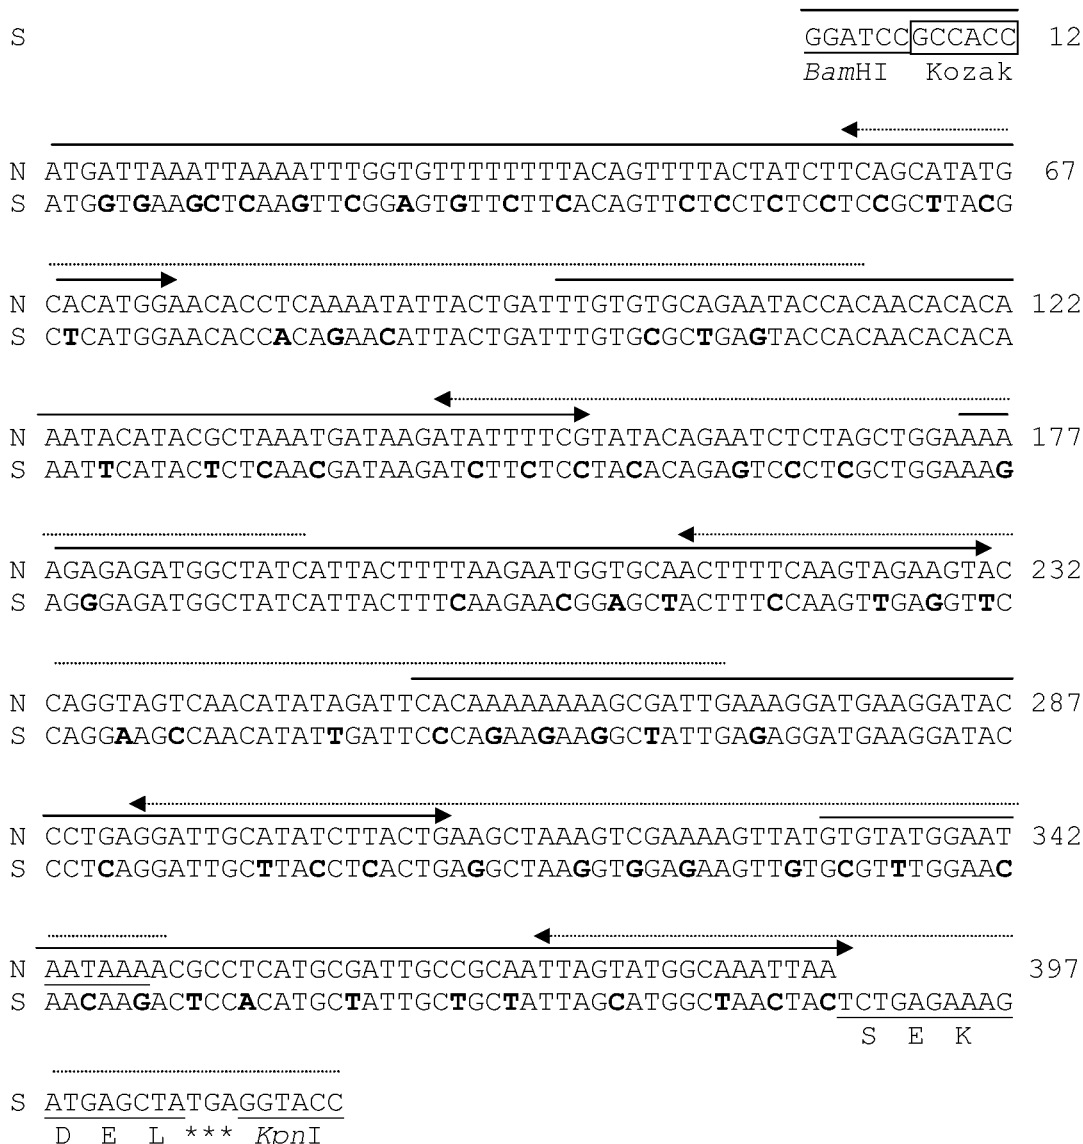 S GGATCCGCCACC 12
BamHI Kozak
N ATGATTAAATTAAAATTTGGTGTTTTTTTTACAGTTTTACTATCTTCAGCATATG 67
S ATGGTGAAGCTCAAGTTCGGAGTGTTCTTCACAGTTCTCCTCTCCTCCGCTTACG
N CACATGGAACACCTCAAAATATTACTGATTTGTGTGCAGAATACCACAACACACA 122
S CTCATGGAACACCACAGAACATTACTGATTTGTGCGCTGAGTACCACAACACACA
N AATACATACGCTAAATGATAAGATATTTTCGTATACAGAATCTCTAGCTGGAAAA 177
S AATTCATACTCTCAACGATAAGATCTTCTCCTACACAGAGTCCCTCGCTGGAAAG
N AGAGAGATGGCTATCATTACTTTTAAGAATGGTGCAACTTTTCAAGTAGAAGTAC 232
S AGGGAGATGGCTATCATTACTTTCAAGAACGGAGCTACTTTCCAAGTTGAGGTTC
N CAGGTAGTCAACATATAGATTCACAAAAAAAAGCGATTGAAAGGATGAAGGATAC 287
S CAGGAAGCCAACATATTGATTCCCAGAAGAAGGCTATTGAGAGGATGAAGGATAC
N CCTGAGGATTGCATATCTTACTGAAGCTAAAGTCGAAAAGTTATGTGTATGGAAT 342
S CCTCAGGATTGCTTACCTCACTGAGGCTAAGGTGGAGAAGTTGTGCGTTTGGAAC
N AATAAAACGCCTCATGCGATTGCCGCAATTAGTATGGCAAATTAA 397
S AACAAGACTCCACATGCTATTGCTGCTATTAGCATGGCTAACTACTCTGAGAAAG
S E K
S ATGAGCTATGAGGTACC
D E L *** KpnI